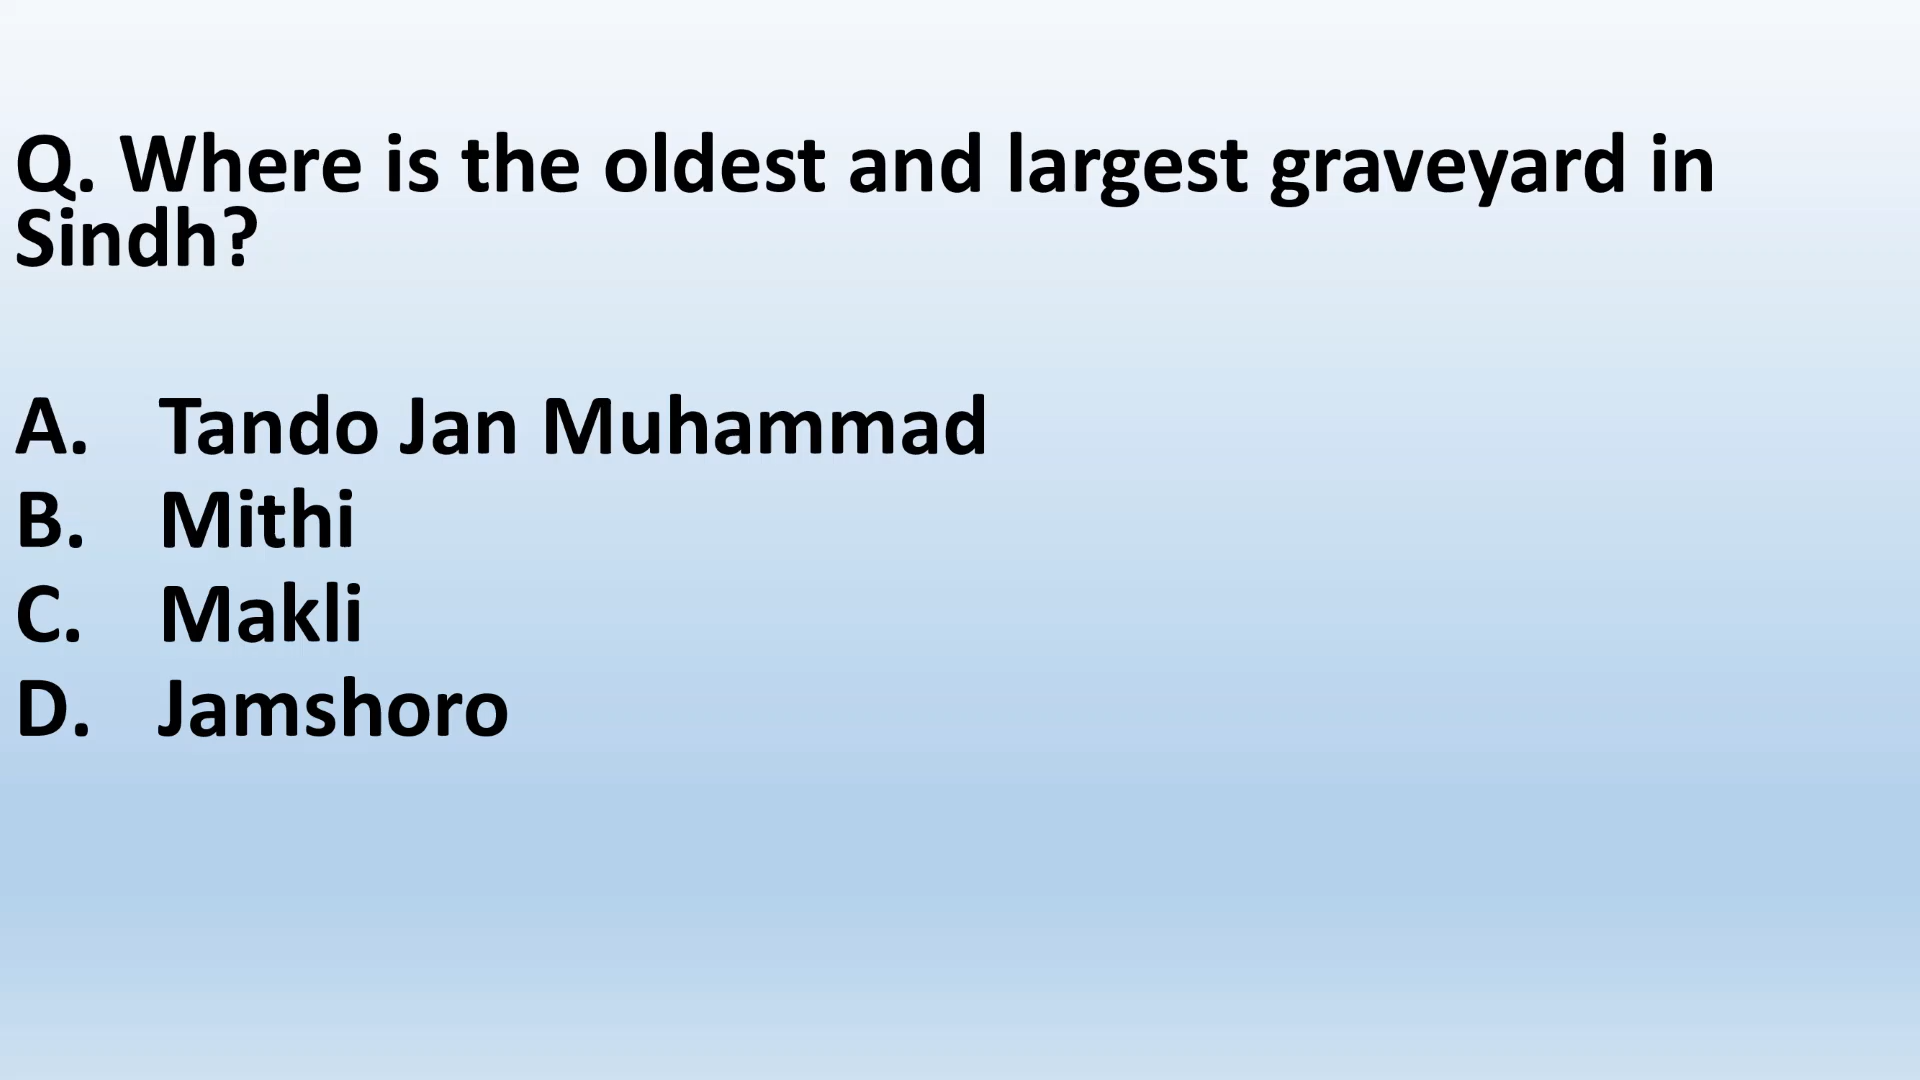 Q. Where is the oldest and largest graveyard in
Sindh?
A. Tando Jan Muhammad
B. Mithi
C. Makli
D. Jamshoro